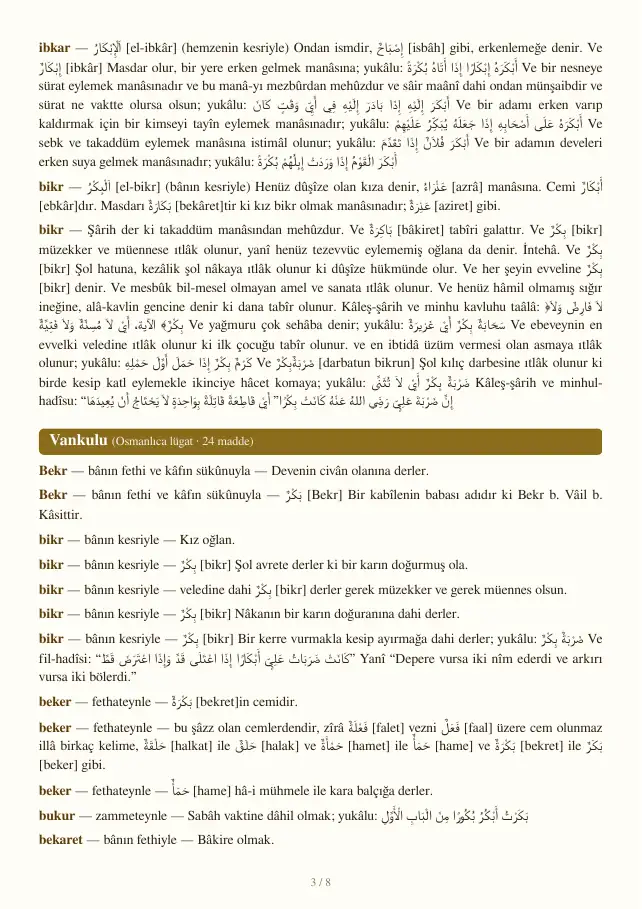 ibkar — اَلْإِبْكَارُ [el-ibkâr] (hemzenin kesriyle) Ondan ismdir, إِصْبَاحٌ [isbâh] gibi, erkenlemeğe denir. Ve
إِبْكَارٌ [ibkâr] Masdar olur, bir yere erken gelmek manâsına; yukâlu: أَبْكَرَهُ إِبْكَارًا إِذَا أَتَاهُ بُكْرَةً Ve bir nesneye
sürat eylemek manâsınadır ve bu manâ-yı mezbûrdan mehûzdur ve sâir maânî dahi ondan münşaibdir ve
sürat ne vaktte olursa olsun; yukâlu: أَبْكَرَ إِلَيْهِ إِذَا بَادَرَ إِلَيْهِ فِي أَيِّ وَقْتٍ كَانَ Ve bir adamı erken varıp
kaldırmak için bir kimseyi tayîn eylemek manâsınadır; yukâlu: أَبْكَرَهُ عَلَى أَصْحَابِهِ إِذَا جَعَلَهُ يُبَكِّرُ عَلَيْهِمْ Ve
sebk ve takaddüm eylemek manâsına istimâl olunur; yukâlu: أَبْكَرَ فُلَانٌ إِذَا تَقَدَّمَ Ve bir adamın develeri
erken suya gelmek manâsınadır; yukâlu: أَبْكَرَ الْقَوْمُ إِذَا وَرَدَتْ إِبِلُهُمْ بُكْرَةً
bikr — اَلْبِكْرُ [el-bikr] (bânın kesriyle) Henüz dûşîze olan kıza denir, عَذْرَاءُ [azrâ] manâsına. Cemi أَبْكَارٌ
[ebkâr]dır. Masdarı بَكَارَةٌ [bekâret]tir ki kız bikr olmak manâsınadır; عَذِرَةٌ [aziret] gibi.
bikr — Şârih der ki takaddüm manâsından mehûzdur. Ve بَاكِرَةٌ [bâkiret] tabîri galattır. Ve بِكْرٌ [bikr]
müzekker ve müennese ıtlâk olunur, yanî henüz tezevvüc eylememiş oğlana da denir. İntehâ. Ve بِكْرٌ
[bikr] Şol hatuna, kezâlik şol nâkaya ıtlâk olunur ki dûşîze hükmünde olur. Ve her şeyin evveline بِكْرٌ
[bikr] denir. Ve mesbûk bil-mesel olmayan amel ve sanata ıtlâk olunur. Ve henüz hâmil olmamış sığır
ineğine, alâ-kavlin gencine denir ki dana tabîr olunur. Kâleş-şârih ve minhu kavluhu taâlâ: ﴿لاَ فَارِضٌ وَلاَ
بِكْرٌ﴾ الآية، أَيْ لاَ مُسِنَّةٌ وَلاَ فَتِيَّةٌ Ve yağmuru çok sehâba denir; yukâlu: سَحَابَةٌ بِكْرٌ أَيْ غَزِيرَةٌ Ve ebeveynin en
evvelki veledine ıtlâk olunur ki ilk çocuğu tabîr olunur. ve en ibtidâ üzüm vermesi olan asmaya ıtlâk
olunur; yukâlu: كَرْمٌ بِكْرٌ إِذَا حَمَلَ أَوَّلَ حَمْلِهِ Ve ضَرْبَةٌ بِكْرٌ [darbatun bikrun] Şol kılıç darbesine ıtlâk olunur ki
birde kesip katl eylemekle ikinciye hâcet komaya; yukâlu: ضَرْبَةٌ بِكْرٌ أَيْ لاَ تُثَنَّى Kâleş-şârih ve minhul-
hadîsu: “إِنَّ ضَرْبَةَ عَلِيٍّ رَضِيَ اللهُ عَنْهُ كَانَتْ بِكْرًا” أَيْ قَاطِعَةً قَاتِلَةً بِوَاحِدَةٍ لاَ يَحْتَاجُ أَنْ يُعِيدَهَا
Vankulu (Osmanlıca lügat · 24 madde)
Bekr — bânın fethi ve kâfın sükûnuyla — Devenin civân olanına derler.
Bekr — bânın fethi ve kâfın sükûnuyla — بَكْرٌ [Bekr] Bir kabîlenin babası adıdır ki Bekr b. Vâil b.
Kâsittir.
bikr — bânın kesriyle — Kız oğlan.
bikr — bânın kesriyle — بِكْرٌ [bikr] Şol avrete derler ki bir karın doğurmuş ola.
bikr — bânın kesriyle — veledine dahi بِكْرٌ [bikr] derler gerek müzekker ve gerek müennes olsun.
bikr — bânın kesriyle — بِكْرٌ [bikr] Nâkanın bir karın doğuranına dahi derler.
bikr — bânın kesriyle — بِكْرٌ [bikr] Bir kerre vurmakla kesip ayırmağa dahi derler; yukâlu: ضَرْبَةٌ بِكْرٌ Ve
fil-hadîsi: “كَانَتْ ضَرَبَاتُ عَلِيٍّ أَبْكَارًا إِذَا اعْتَلَى قَدَّ وَإِذَا اعْتَرَضَ قَطَّ” Yanî “Depere vursa iki nîm ederdi ve arkırı
vursa iki bölerdi.”
beker — fethateynle — بَكْرَةٌ [bekret]in cemidir.
beker — fethateynle — bu şâzz olan cemlerdendir, zîrâ فَعْلَةٌ [falet] vezni فَعَلٌ [faal] üzere cem olunmaz
illâ birkaç kelime, حَلْقَةٌ [halkat] ile حَلَقٌ [halak] ve حَمْأَةٌ [hamet] ile حَمَأٌ [hame] ve بَكْرَةٌ [bekret] ile بَكَرٌ
[beker] gibi.
beker — fethateynle — حَمَأٌ [hame] hâ-i mühmele ile kara balçığa derler.
bukur — zammeteynle — Sabâh vaktine dâhil olmak; yukâlu: بَكَرْتُ أَبْكُرُ بُكُورًا مِنَ الْبَابِ الْأَوَّلِ
bekaret — bânın fethiyle — Bâkire olmak.
3 / 8